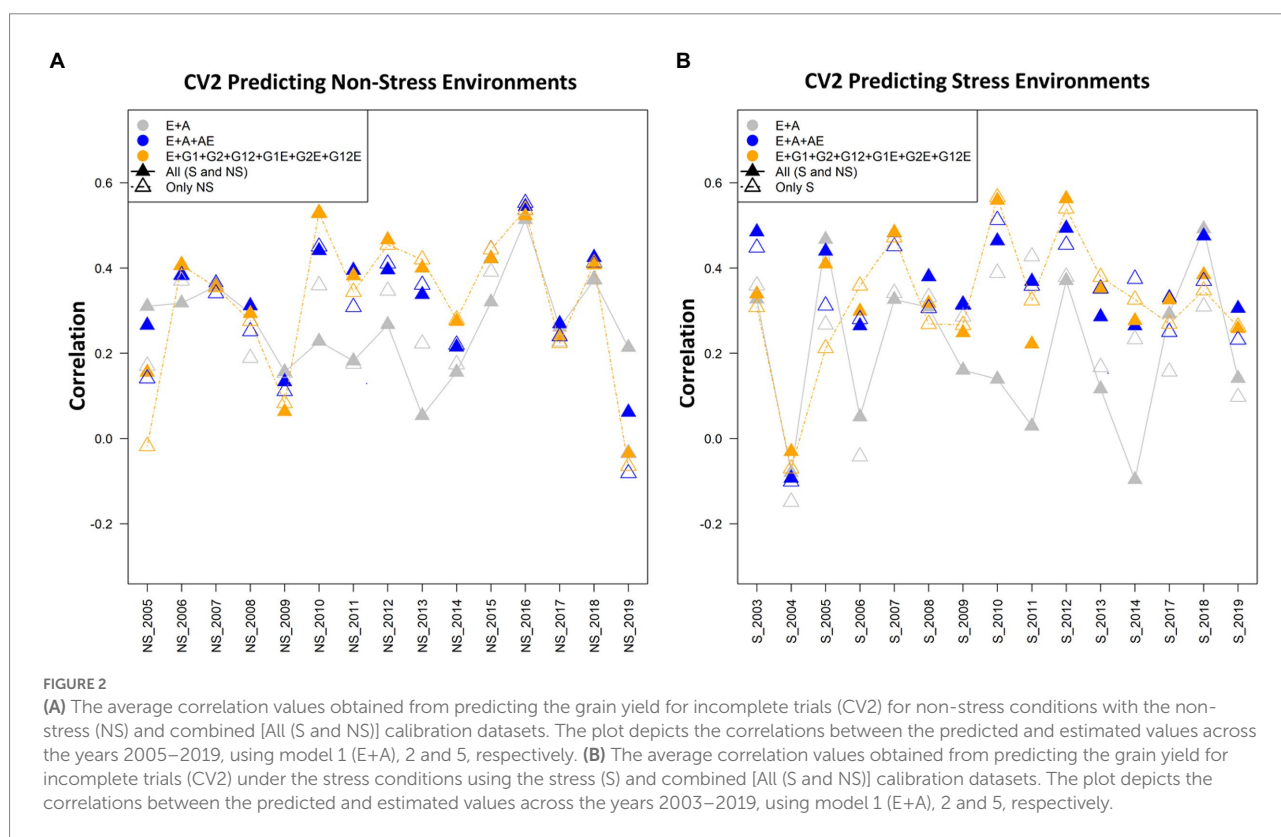 A
CV2 Predicting Non-Stress Environments
E+A
E+A+AE
E+G1+G2+G12+G1E+G2E+G12E
All (S and NS)
Only NS
Correlation
0.6
0.4
0.2
0.0
-0.2
NS_2005
NS_2006
NS_2007
NS_2008
NS_2009
NS_2010
NS_2011
NS_2012
NS_2013
NS_2014
NS_2015
NS_2016
NS_2017
NS_2018
NS_2019
B
CV2 Predicting Stress Environments
E+A
E+A+AE
E+G1+G2+G12+G1E+G2E+G12E
All (S and NS)
Only S
Correlation
0.6
0.4
0.2
0.0
-0.2
S_2003
S_2004
S_2005
S_2006
S_2007
S_2008
S_2009
S_2010
S_2011
S_2012
S_2013
S_2014
S_2017
S_2018
S_2019
FIGURE 2
(A) The average correlation values obtained from predicting the grain yield for incomplete trials (CV2) for non-stress conditions with the non-
stress (NS) and combined [All (S and NS)] calibration datasets. The plot depicts the correlations between the predicted and estimated values across
the years 2005–2019, using model 1 (E+A), 2 and 5, respectively. (B) The average correlation values obtained from predicting the grain yield for
incomplete trials (CV2) under the stress conditions using the stress (S) and combined [All (S and NS)] calibration datasets. The plot depicts the
correlations between the predicted and estimated values across the years 2003–2019, using model 1 (E+A), 2 and 5, respectively.